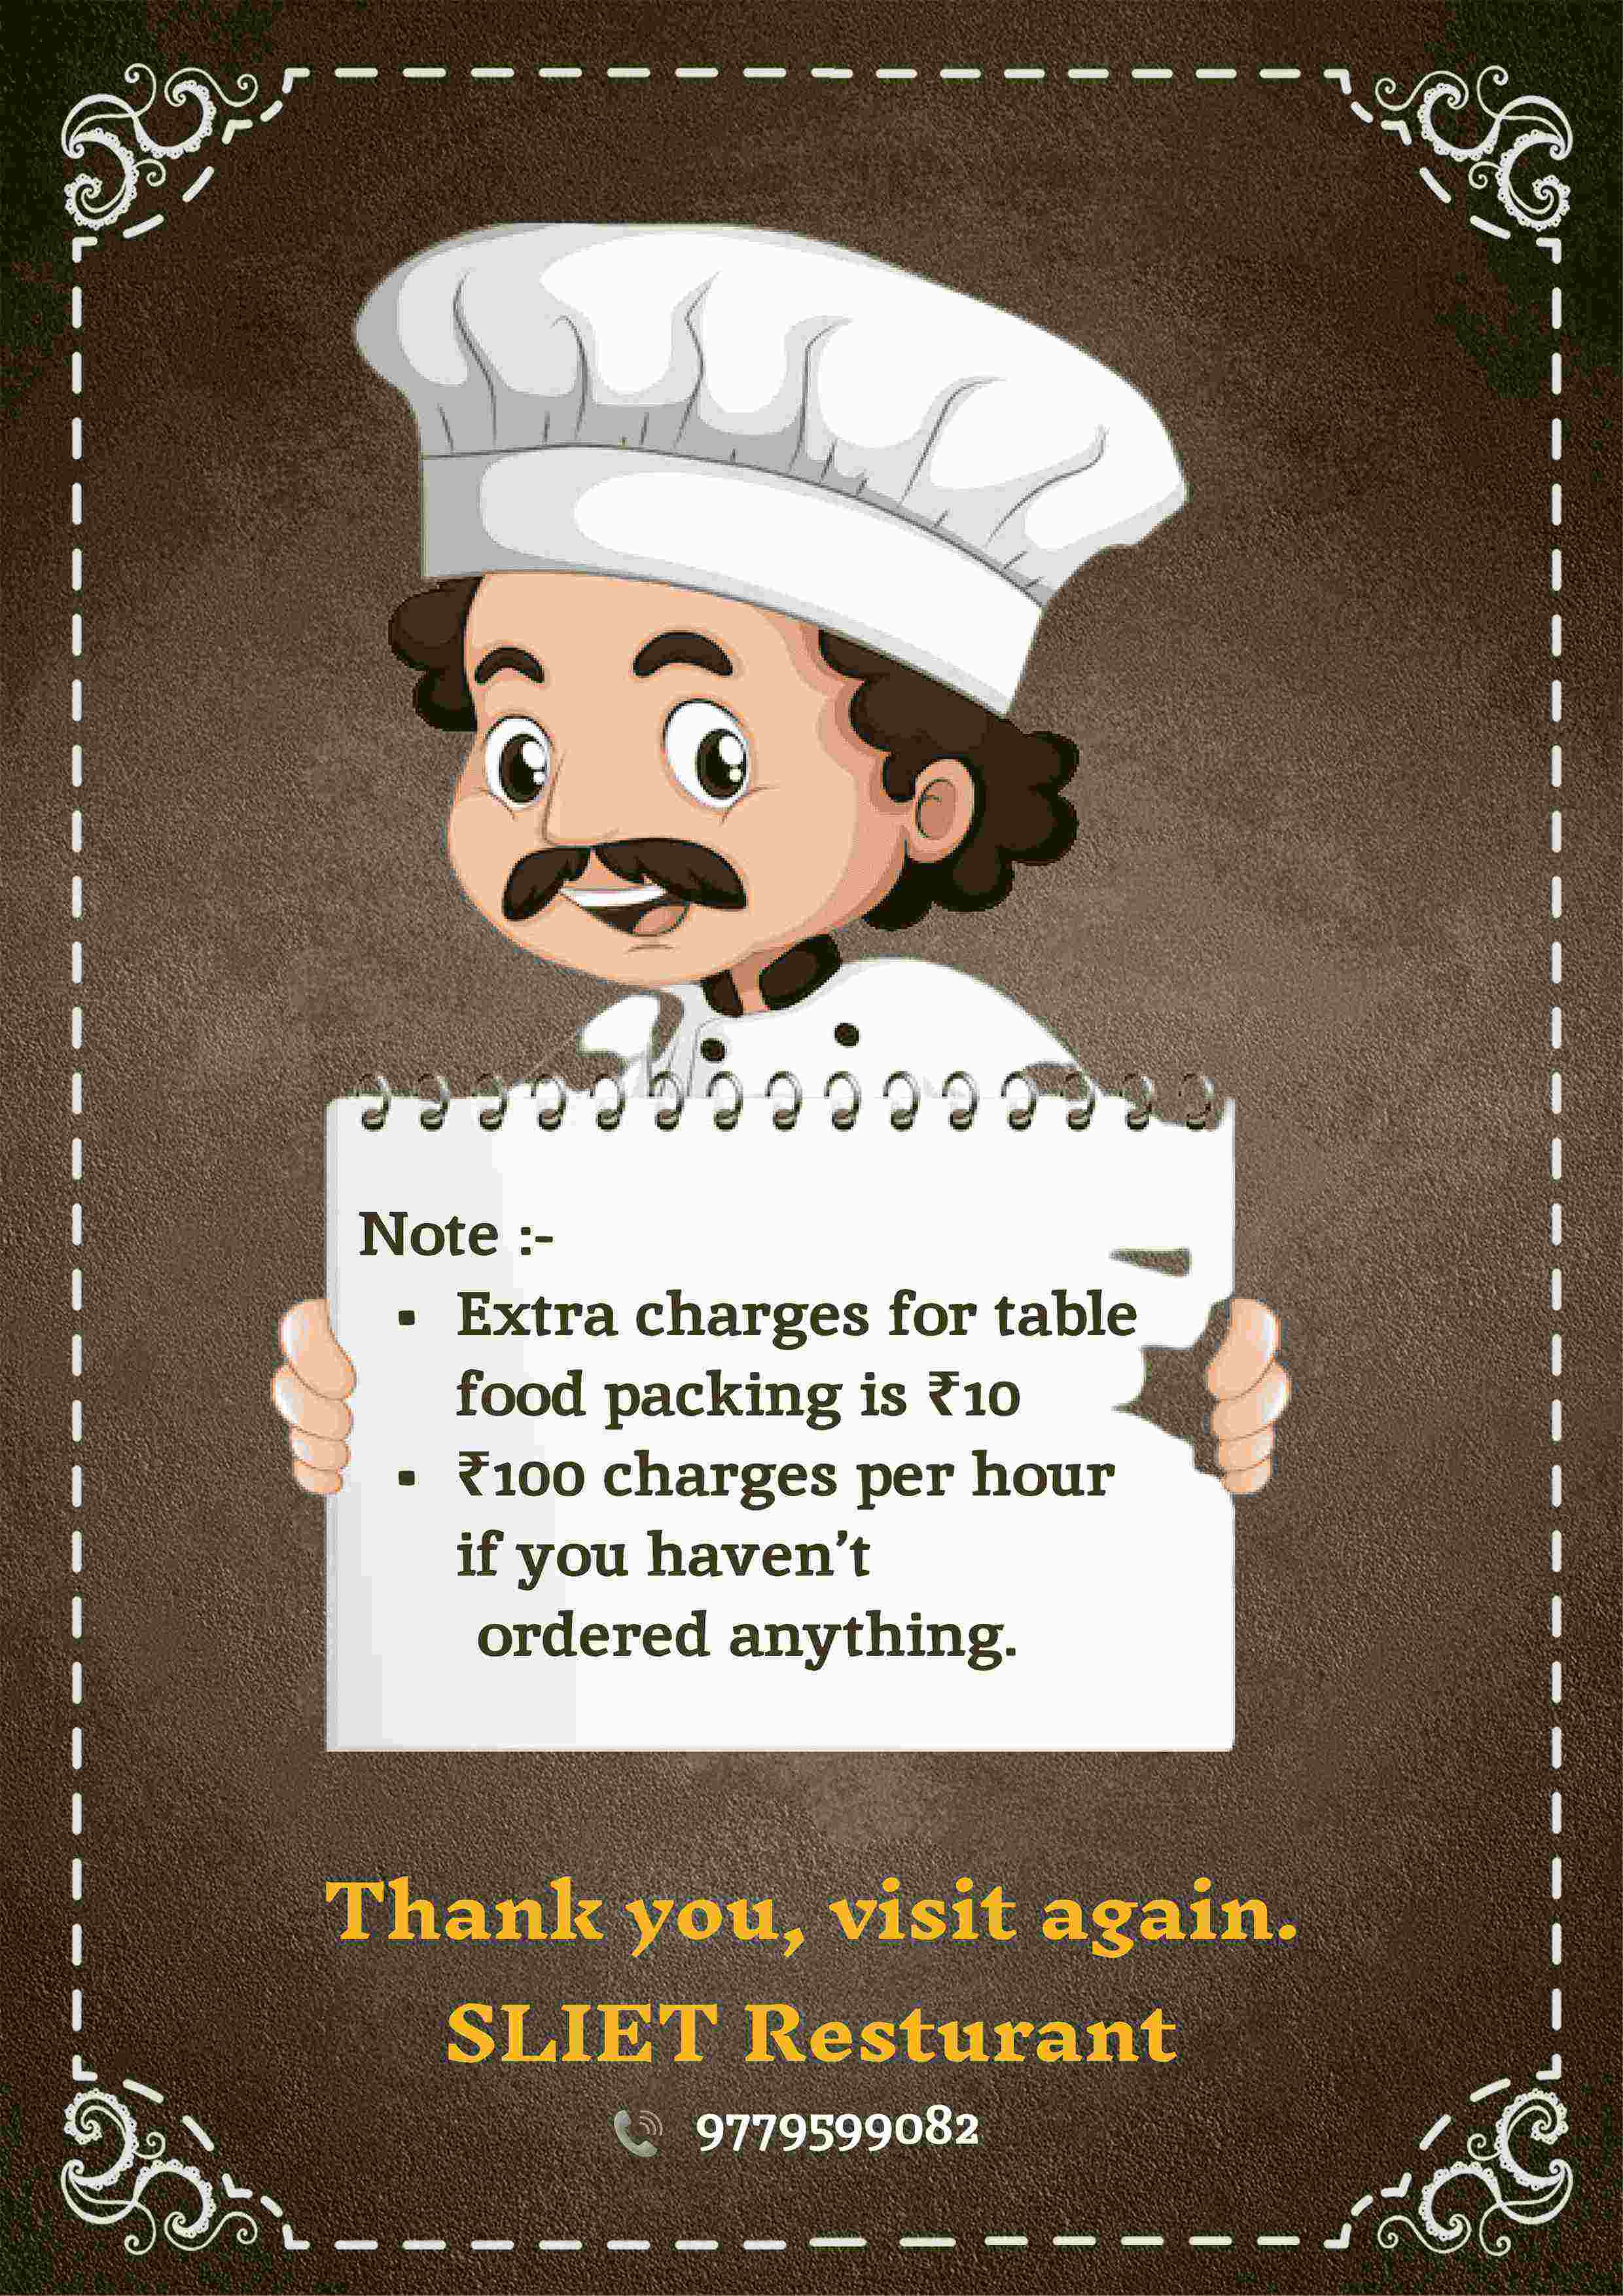 Note :-
▪ Extra charges for table
food packing is ₹10
▪ ₹100 charges per hour
if you haven't
ordered anything.
Thank you, visit again.
SLIET Resturant
9779599082